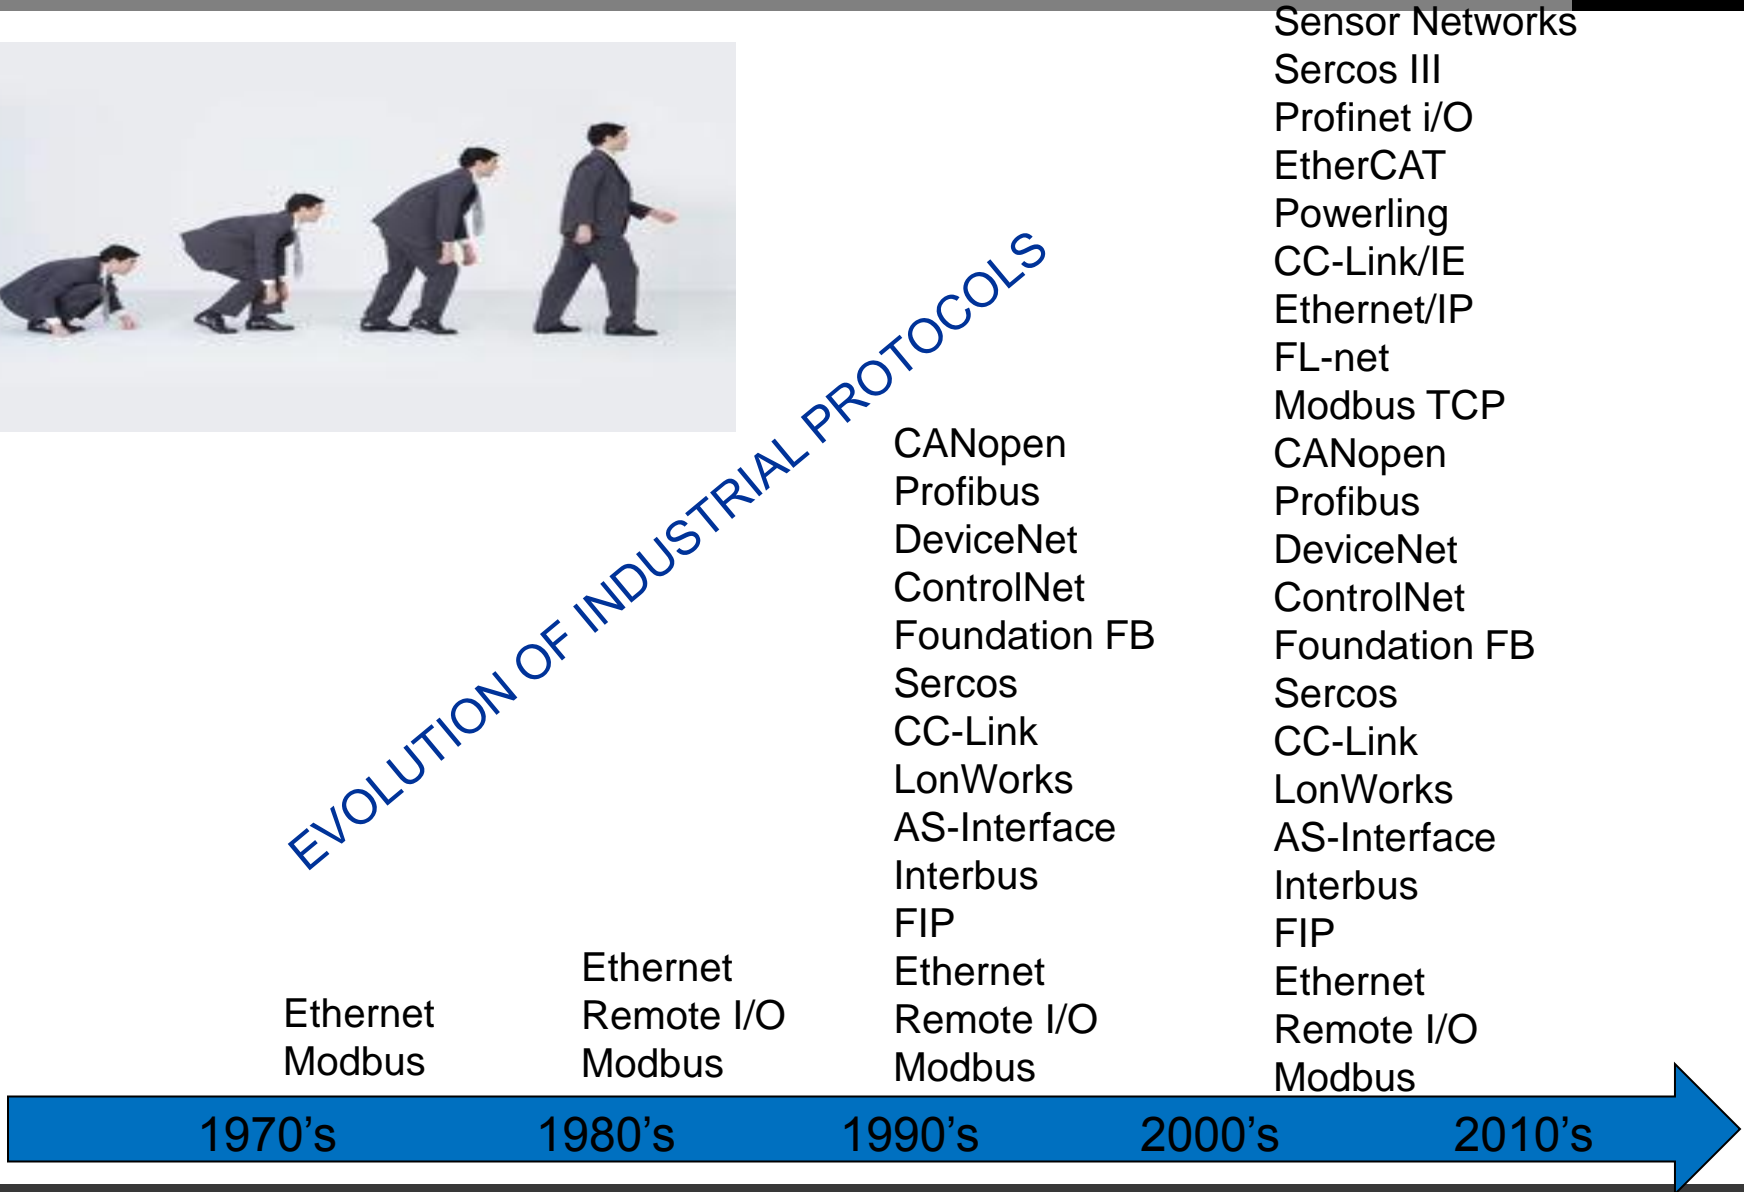 EVOLUTION OF INDUSTRIAL PROTOCOLS
Ethernet
Modbus
Ethernet
Remote I/O
Modbus
CANopen
Profibus
DeviceNet
ControlNet
Foundation FB
Sercos
CC-Link
LonWorks
AS-Interface
Interbus
FIP
Ethernet
Remote I/O
Modbus
Sensor Networks
Sercos III
Profinet i/O
EtherCAT
Powerling
CC-Link/IE
Ethernet/IP
FL-net
Modbus TCP
CANopen
Profibus
DeviceNet
ControlNet
Foundation FB
Sercos
CC-Link
LonWorks
AS-Interface
Interbus
FIP
Ethernet
Remote I/O
Modbus
1970’s 1980’s 1990’s 2000’s 2010’s